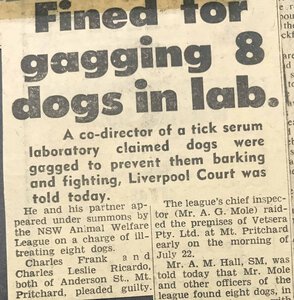 Fined for
gagging 8
dogs in lab.
A co-director of a tick serum
laboratory claimed dogs were
gagged to prevent them barking
and fighting, Liverpool Court was
told today.
He and his partner ap-
peared under summons by
the NSW Animal Welfare
League on a charge of ill-
treating eight dogs.
Charles Frank and
Charles Leslie Ricardo,
both of Anderson St., Mt.
Pritchard, pleaded guilty.
The league's chief inspec-
tor (Mr. A. G. Mole) raid-
ed the premises of Vetsera
Pty. Ltd. at Mt. Pritchard
early on the morning of
July 22.
Mr. A. M. Hall, SM, was
told today that Mr. Mole
and other officers of the
league found eight dogs, in